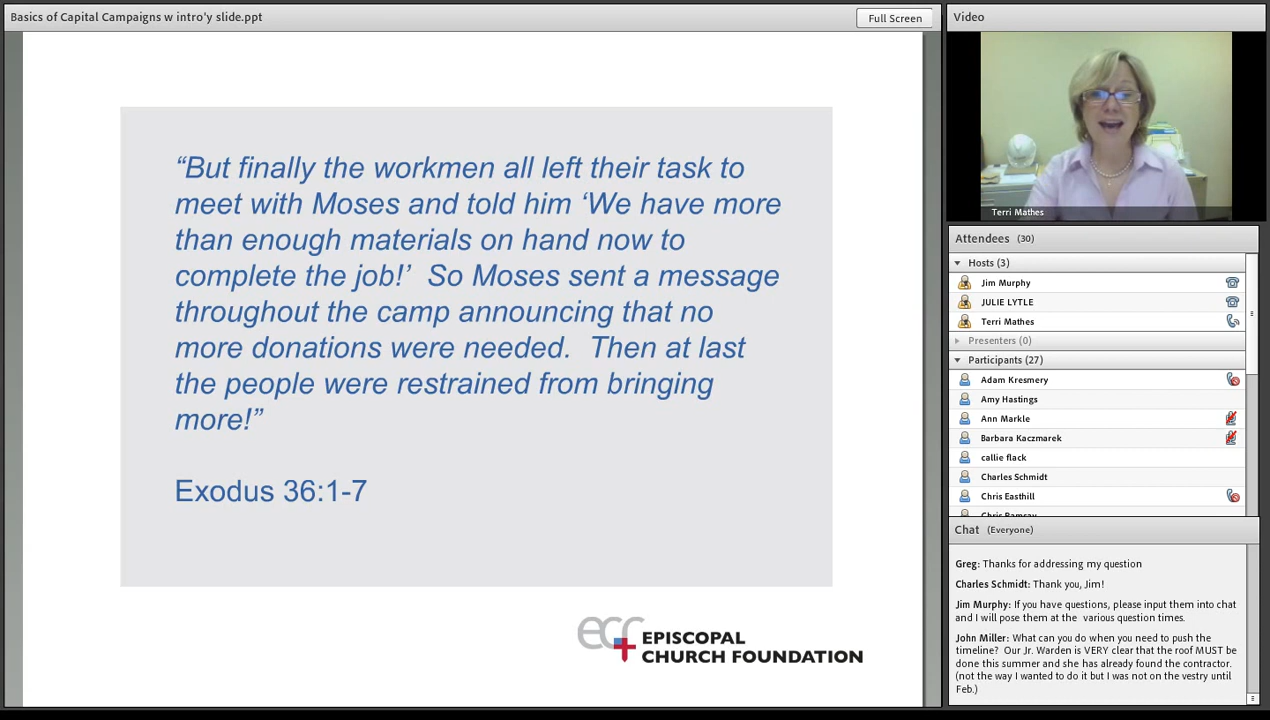 Basics of Capital Campaigns w intro'y slide.ppt
Full Screen
“But finally the workmen all left their task to
meet with Moses and told him ‘We have more
than enough materials on hand now to
complete the job!’  So Moses sent a message
throughout the camp announcing that no
more donations were needed.  Then at last
the people were restrained from bringing
more!”
Exodus 36:1-7
ecf
EPISCOPAL
CHURCH FOUNDATION
Video
Terri Mathes
Attendees (30)
Hosts (3)
Jim Murphy
JULIE LYTLE
Terri Mathes
Presenters (0)
Participants (27)
Adam Kresmery
Amy Hastings
Ann Markle
Barbara Kaczmarek
callie flack
Charles Schmidt
Chris Easthill
Chris Ramsay
Chat (Everyone)
Greg: Thanks for addressing my question
Charles Schmidt: Thank you, Jim!
Jim Murphy: If you have questions, please input them into chat
and I will pose them at the  various question times.
John Miller: What can you do when you need to push the
timeline?  Our Jr. Warden is VERY clear that the roof MUST be
done this summer and she has already found the contractor.
(not the way I wanted to do it but I was not on the vestry until
Feb.)